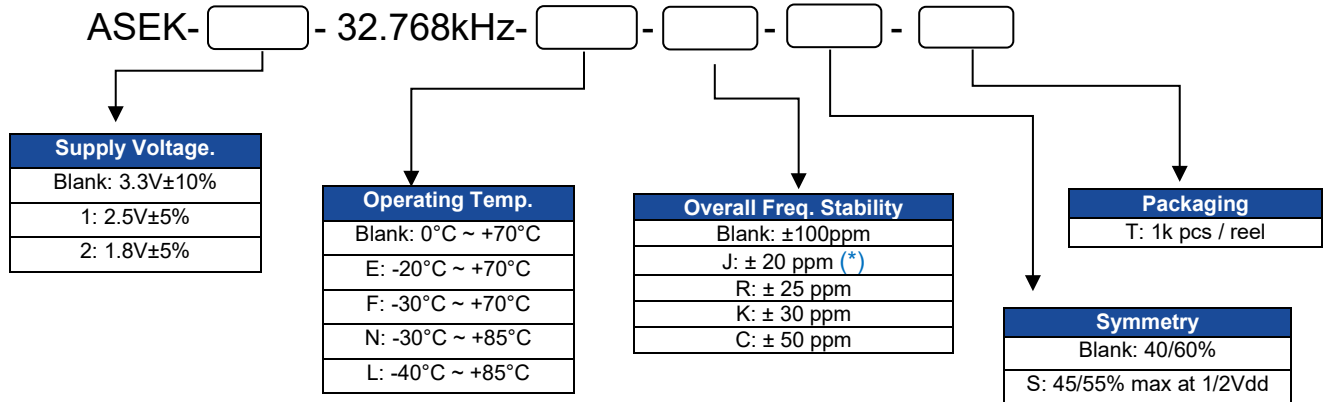 ASEK- - 32.768kHz- - - -
Supply Voltage.
Blank: 3.3V±10%
1: 2.5V±5%
2: 1.8V±5%
Operating Temp.
Blank: 0°C ~ +70°C
E: -20°C ~ +70°C
F: -30°C ~ +70°C
N: -30°C ~ +85°C
L: -40°C ~ +85°C
Overall Freq. Stability
Blank: ±100ppm
J: ± 20 ppm (*)
R: ± 25 ppm
K: ± 30 ppm
C: ± 50 ppm
Symmetry
Blank: 40/60%
S: 45/55% max at 1/2Vdd
Packaging
T: 1k pcs / reel